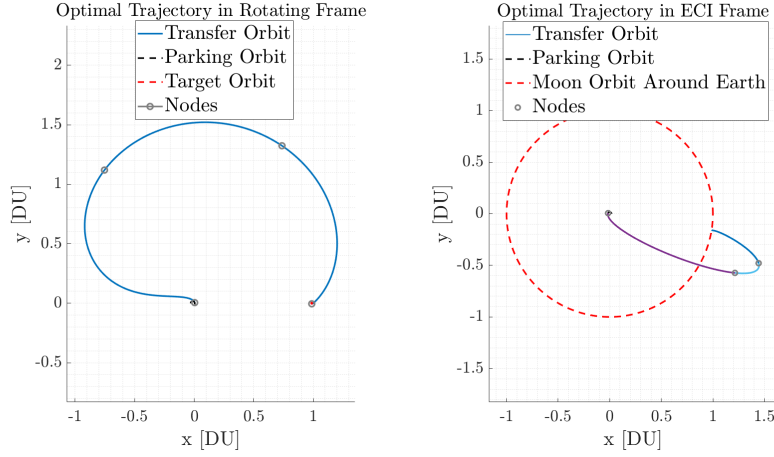 Optimal Trajectory in Rotating Frame
Transfer Orbit
Parking Orbit
Target Orbit
Nodes
2
1.5
1
0.5
0
-0.5
-1
-0.5
0
0.5
1
x [DU]
y [DU]
Optimal Trajectory in ECI Frame
Transfer Orbit
Parking Orbit
Moon Orbit Around Earth
Nodes
1.5
1
0.5
0
-0.5
-1
-1.5
-1
-0.5
0
0.5
1
1.5
x [DU]
y [DU]